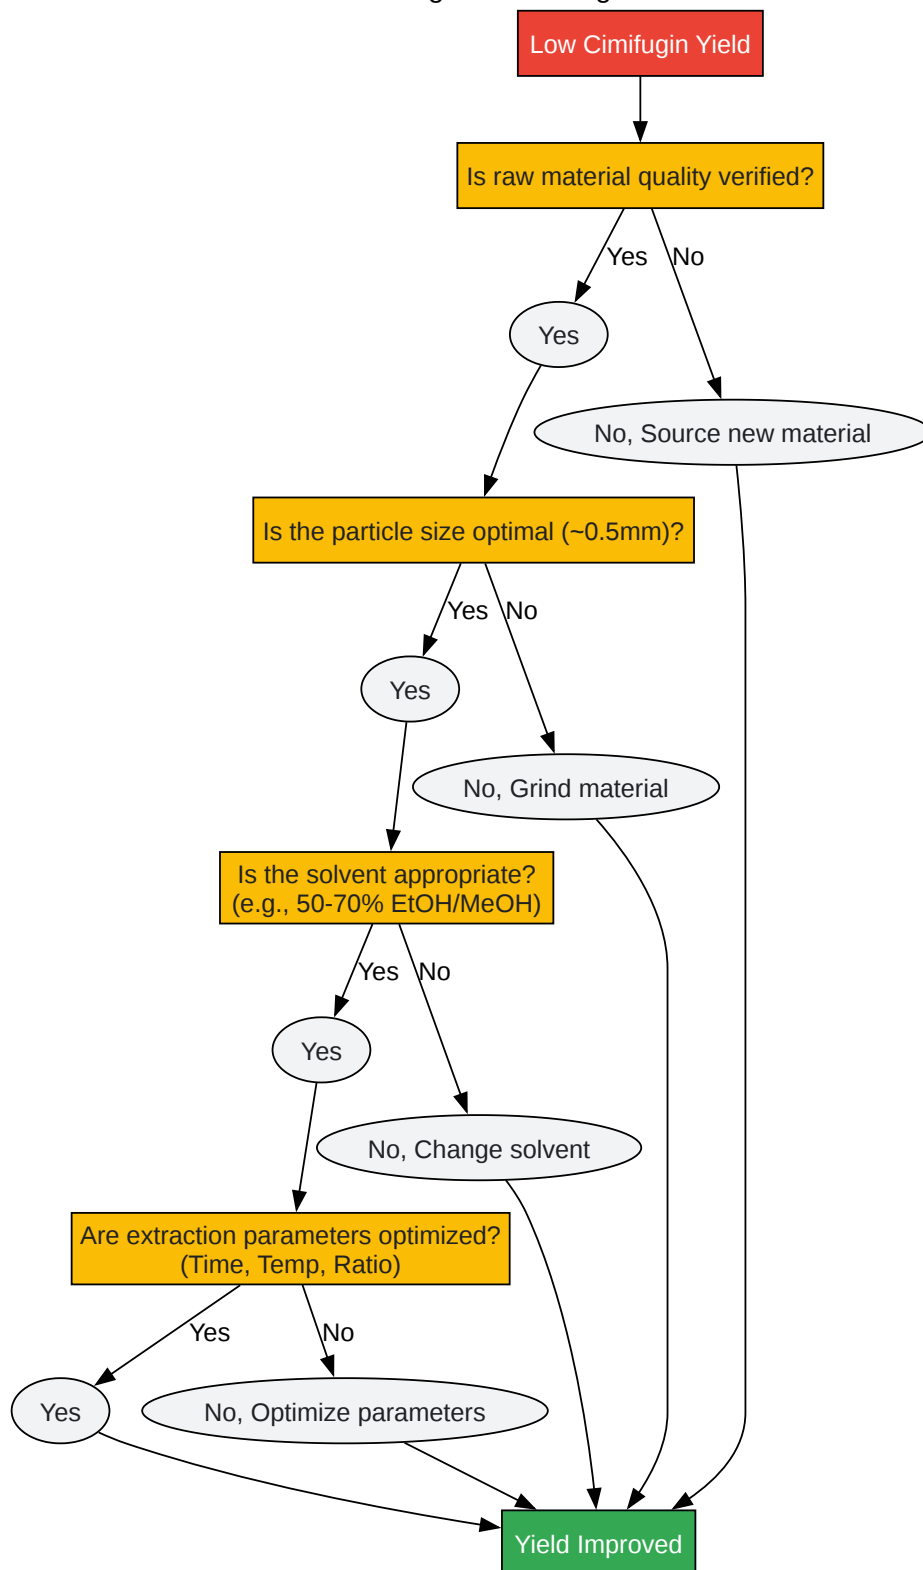 Low Cimifugin Yield
Is raw material quality verified?
Yes No
Yes
No, Source new material
Is the particle size optimal (~0.5mm)?
Yes No
Yes
No, Grind material
Is the solvent appropriate?
(e.g., 50-70% EtOH/MeOH)
Yes No
Yes
No, Change solvent
Are extraction parameters optimized?
(Time, Temp, Ratio)
Yes No
Yes
No, Optimize parameters
Yield Improved